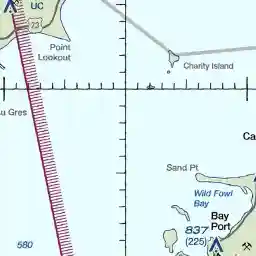 UC
23
Point
Lookout
Charity Island
u Gres
Ca
Sand Pt
Wild Fowl
Bay
Bay
Port
837
(225)
580